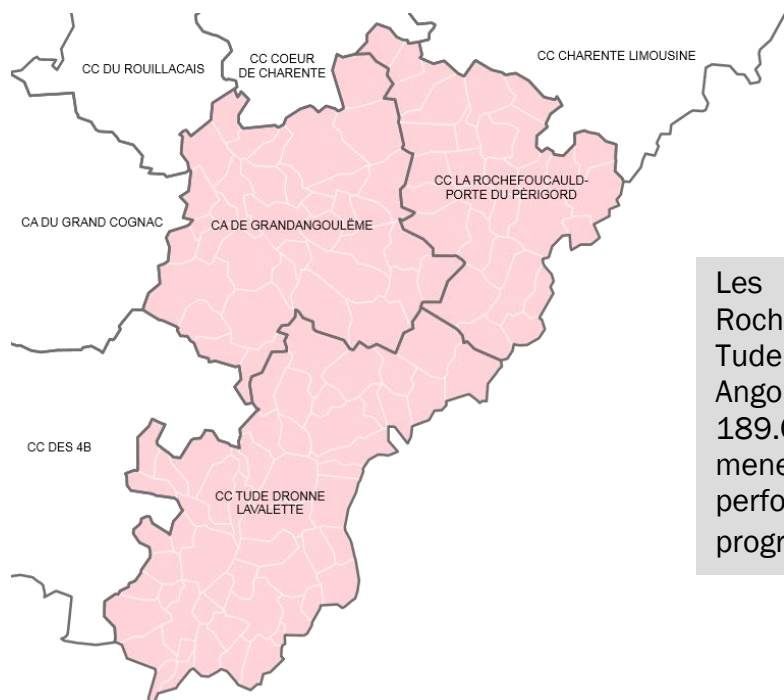 CC DU ROUILLACAIS
CC COEUR
DE CHARENTE
CC CHARENTE LIMOUSINE
CC LA ROCHEFOUCAULD-
PORTE DU PÉRIGORD
CA DU GRAND COGNAC
CA DE GRANDANGOULÊME
CC DES 4B
CC TUDE DRONNE
LAVALETTE
Les
Roch
Tude
Ango
189.
mene
perfo
progr